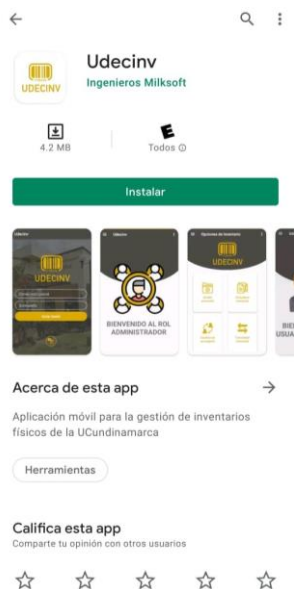 Udecinv
UDECINV
Ingenieros Milksoft
4.2 MB
E
Todos
Instalar
UDECINV
BIENVENIDO AL ROL
ADMINISTRADOR
Opciones de Inventario
UDECINV
Acerca de esta app
Aplicación móvil para la gestión de inventarios
físicos de la UCundinamarca
Herramientas
Califica esta app
Comparte tu opinión con otros usuarios